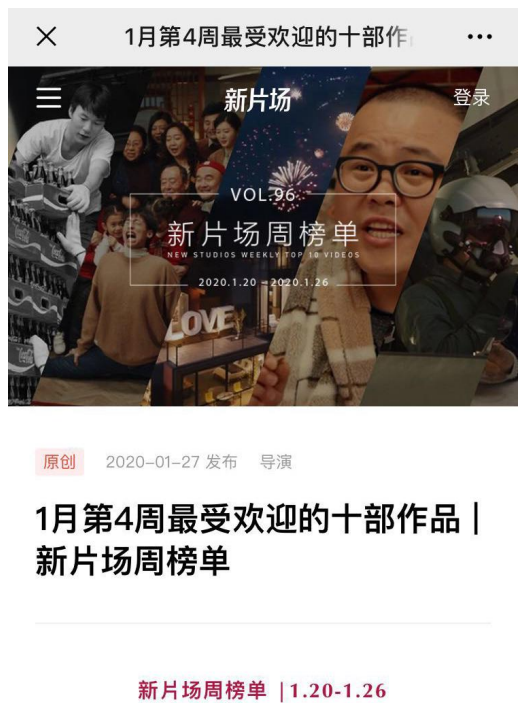 1月第4周最受欢迎的十部作
新片场
登录
VOL.96
新片场周榜单
NEW STUDIOS WEEKLY TOP 10 VIDEOS
2020.1.20 - 2020.1.26
LOVE
原创 2020-01-27 发布 导演
1月第4周最受欢迎的十部作品 |
新片场周榜单
新片场周榜单 | 1.20-1.26